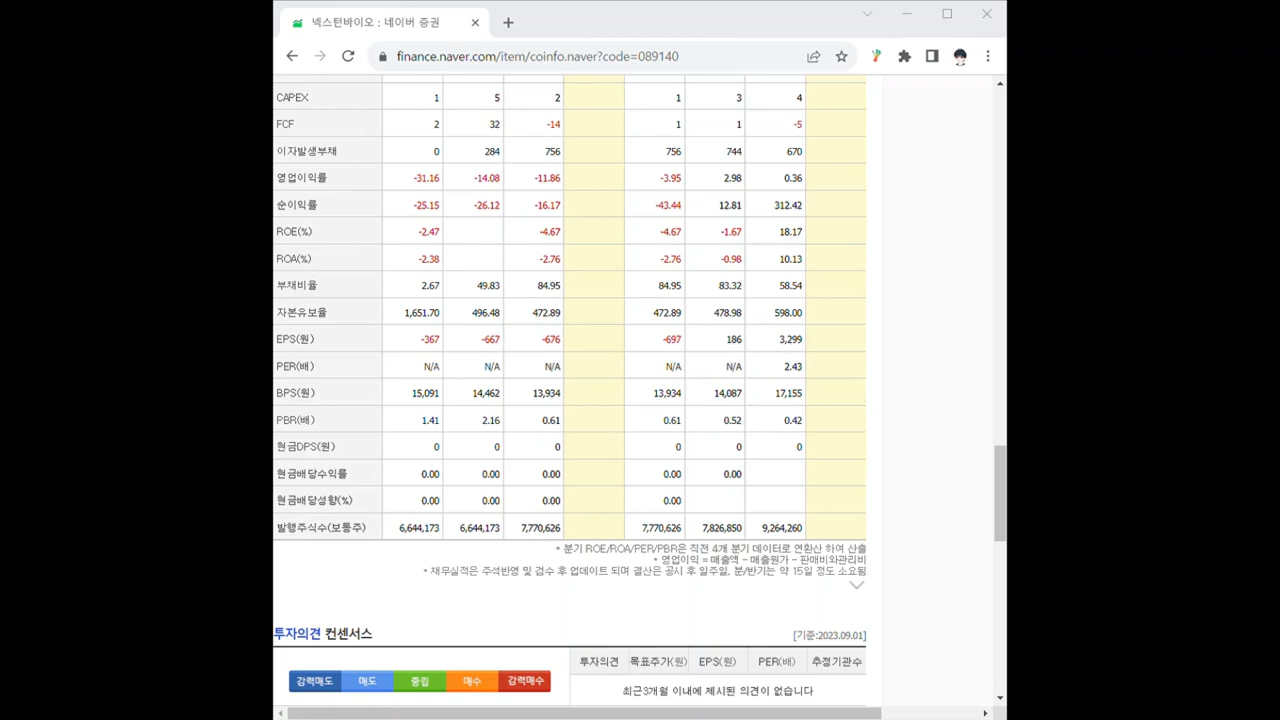 넥스턴바이오 : 네이버 증권
finance.naver.com/item/coinfo.naver?code=089140
CAPEX 1 5 2 1 3 4
FCF 2 32 -14 1 1 -5
이자발생부채 0 284 756 756 744 670
영업이익률 -31.16 -14.08 -11.86 -3.95 2.98 0.36
순이익률 -25.15 -26.12 -16.17 -43.44 12.81 312.42
ROE(%) -2.47 -4.67 -4.67 -1.67 18.17
ROA(%) -2.38 -2.76 -2.76 -0.98 10.13
부채비율 2.67 49.83 84.95 84.95 83.32 58.54
자본유보율 1,651.70 496.48 472.89 472.89 478.98 598.00
EPS(원) -367 -667 -676 -697 186 3,299
PER(배) N/A N/A N/A N/A N/A 2.43
BPS(원) 15,091 14,462 13,934 13,934 14,087 17,155
PBR(배) 1.41 2.16 0.61 0.61 0.52 0.42
현금DPS(원) 0 0 0 0 0 0
현금배당수익률 0.00 0.00 0.00 0.00 0.00
현금배당성향(%) 0.00 0.00 0.00 0.00
발행주식수(보통주) 6,644,173 6,644,173 7,770,626 7,770,626 7,826,850 9,264,260
* 분기 ROE/ROA/PER/PBR은 직전 4개 분기 데이터로 연환산 하여 산출
* 영업이익 = 매출액 - 매출원가 - 판매비와관리비
* 재무실적은 주석반영 및 검수 후 업데이트 되며 결산은 공시 후 일주일, 분/반기는 약 15일 정도 소요됨
투자의견 컨센서스 [기준:2023.09.01]
투자의견 목표주가(원) EPS(원) PER(배) 추정기관수
강력매도 매도 중립 매수 강력매수
최근3개월 이내에 제시된 의견이 없습니다